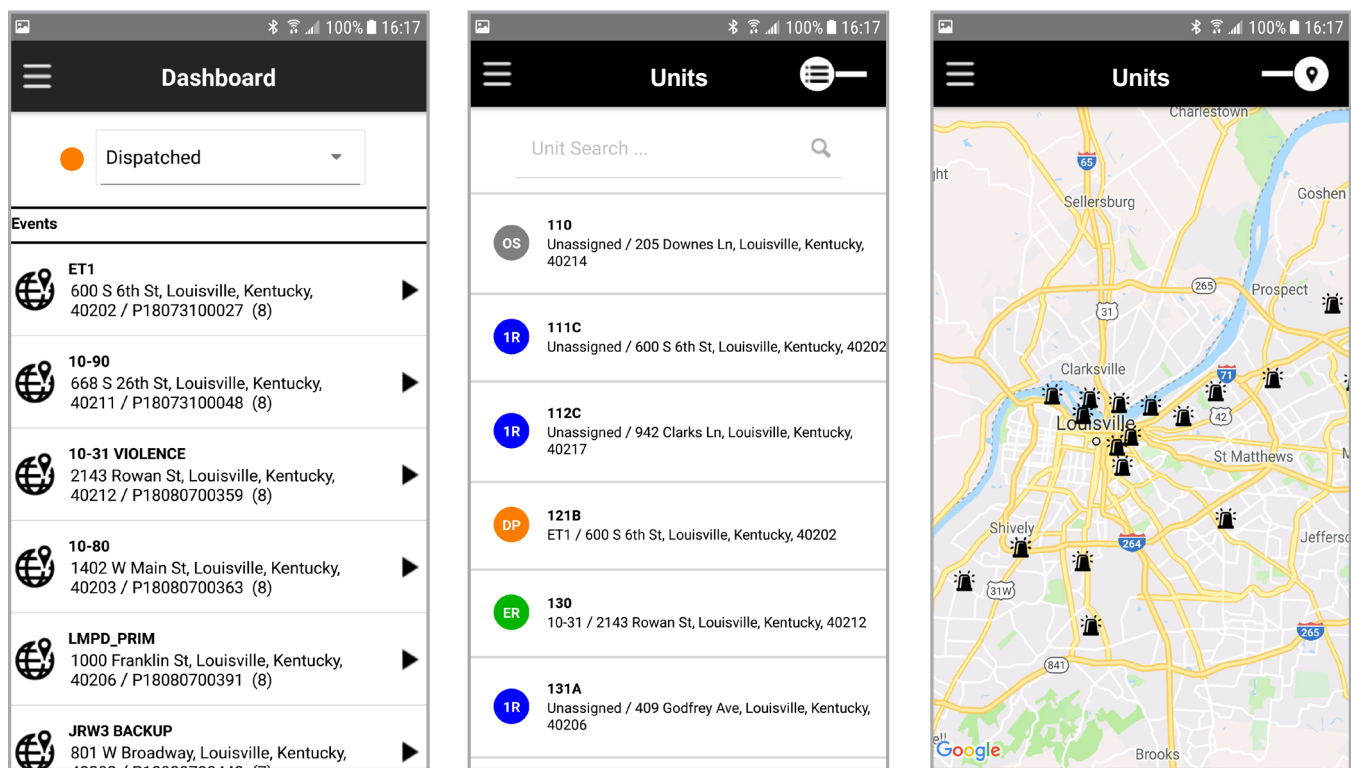 100% 16:17
Dashboard
Dispatched
Events
ET1
600 S 6th St, Louisville, Kentucky,
40202 / P18073100027 (8)
10-90
668 S 26th St, Louisville, Kentucky,
40211 / P18073100048 (8)
10-31 VIOLENCE
2143 Rowan St, Louisville, Kentucky,
40212 / P18080700359 (8)
10-80
1402 W Main St, Louisville, Kentucky,
40203 / P18080700363 (8)
LMPD_PRIM
1000 Franklin St, Louisville, Kentucky,
40206 / P18080700391 (8)
JRW3 BACKUP
801 W Broadway, Louisville, Kentucky,
100% 16:17
Units
Unit Search ...
OS
110
Unassigned / 205 Downes Ln, Louisville, Kentucky,
40214
1R
111C
Unassigned / 600 S 6th St, Louisville, Kentucky, 40202
1R
112C
Unassigned / 942 Clarks Ln, Louisville, Kentucky,
40217
DP
121B
ET1 / 600 S 6th St, Louisville, Kentucky, 40202
ER
130
10-31 / 2143 Rowan St, Louisville, Kentucky, 40212
1R
131A
Unassigned / 409 Godfrey Ave, Louisville, Kentucky,
40206
100% 16:17
Units
Charlestown
65
ht
Goshen
Sellersburg
265
Prospect
31
Clarksville
71
42
Louisville
St Matthews
Shively
264
Jeffersc
31W
265
841
Google
Brooks